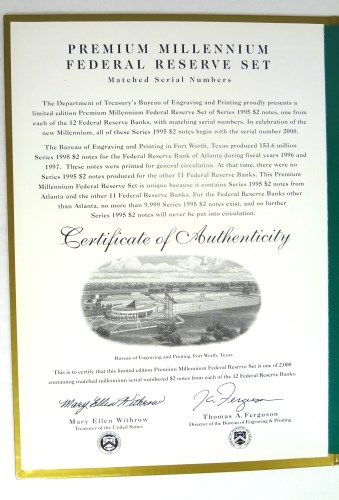 PREMIUM MILLENNIUM
FEDERAL RESERVE SET
Matched Serial Numbers
The Department of Treasury's Bureau of Engraving and Printing proudly presents a
limited edition Premium Millennium Federal Reserve Set of Series 1995 $2 notes, one from
each of the 12 Federal Reserve Banks, with matching serial numbers. In celebration of the
new Millennium, all of these Series 1995 $2 notes begin with the serial number 2000.
The Bureau of Engraving and Printing in Fort Worth, Texas produced 153.6 million
Series 1995 $2 notes for the Federal Reserve Bank of Atlanta during fiscal years 1996 and
1997. These notes were placed in circulation. At that time, there were no
Series 1995 $2 notes produced for the other 11 Federal Reserve Banks. This Premium
Millennium Federal Reserve Set is unique because it contains Series 1995 $2 notes from
Atlanta and the other 11 Federal Reserve Banks. For the Federal Reserve Banks other
than Atlanta, no more than 9,999 Series 1995 $2 notes exist, and no further
Series 1995 $2 notes will never be put into circulation.
Certificate of Authenticity
Bureau of Engraving and Printing, Fort Worth, Texas
This is to certify that this limited edition Premium Millennium Federal Reserve Set is one of 2,000
containing matched millennium serial numbered $2 notes from each of the 12 Federal Reserve Banks.
Mary Ellen Withrow
Mary Ellen Withrow
Treasurer of the United States
Thomas A. Ferguson
Director of the Bureau of Engraving & Printing